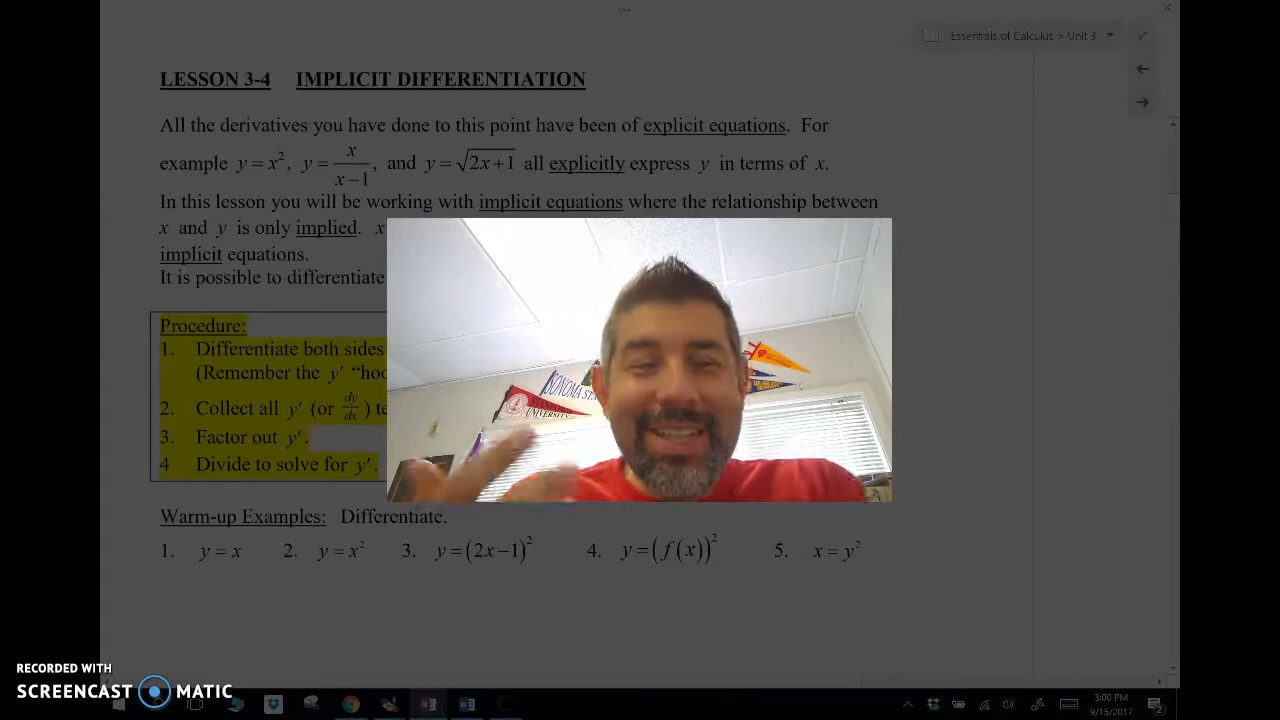 ...
Essentials of Calculus > Unit 3
LESSON 3-4 IMPLICIT DIFFERENTIATION
All the derivatives you have done to this point have been of explicit equations. For
example y = x², y = x/(x−1), and y = √(2x+1) all explicitly express y in terms of x.
In this lesson you will be working with implicit equations where the relationship between
x and y is only implied. x
implicit equations.
It is possible to differentiate
Procedure:
1. Differentiate both sides
(Remember the y′ “hoo
2. Collect all y′ (or dy/dx) te
3. Factor out y′.
4 Divide to solve for y′.
SONOMA STA
STANFORD
UNIVERSITY
Warm-up Examples: Differentiate.
1. y = x 2. y = x² 3. y = (2x−1)² 4. y = (f(x))² 5. x = y²
RECORDED WITH
SCREENCAST MATIC
3:00 PM
9/15/2017
2